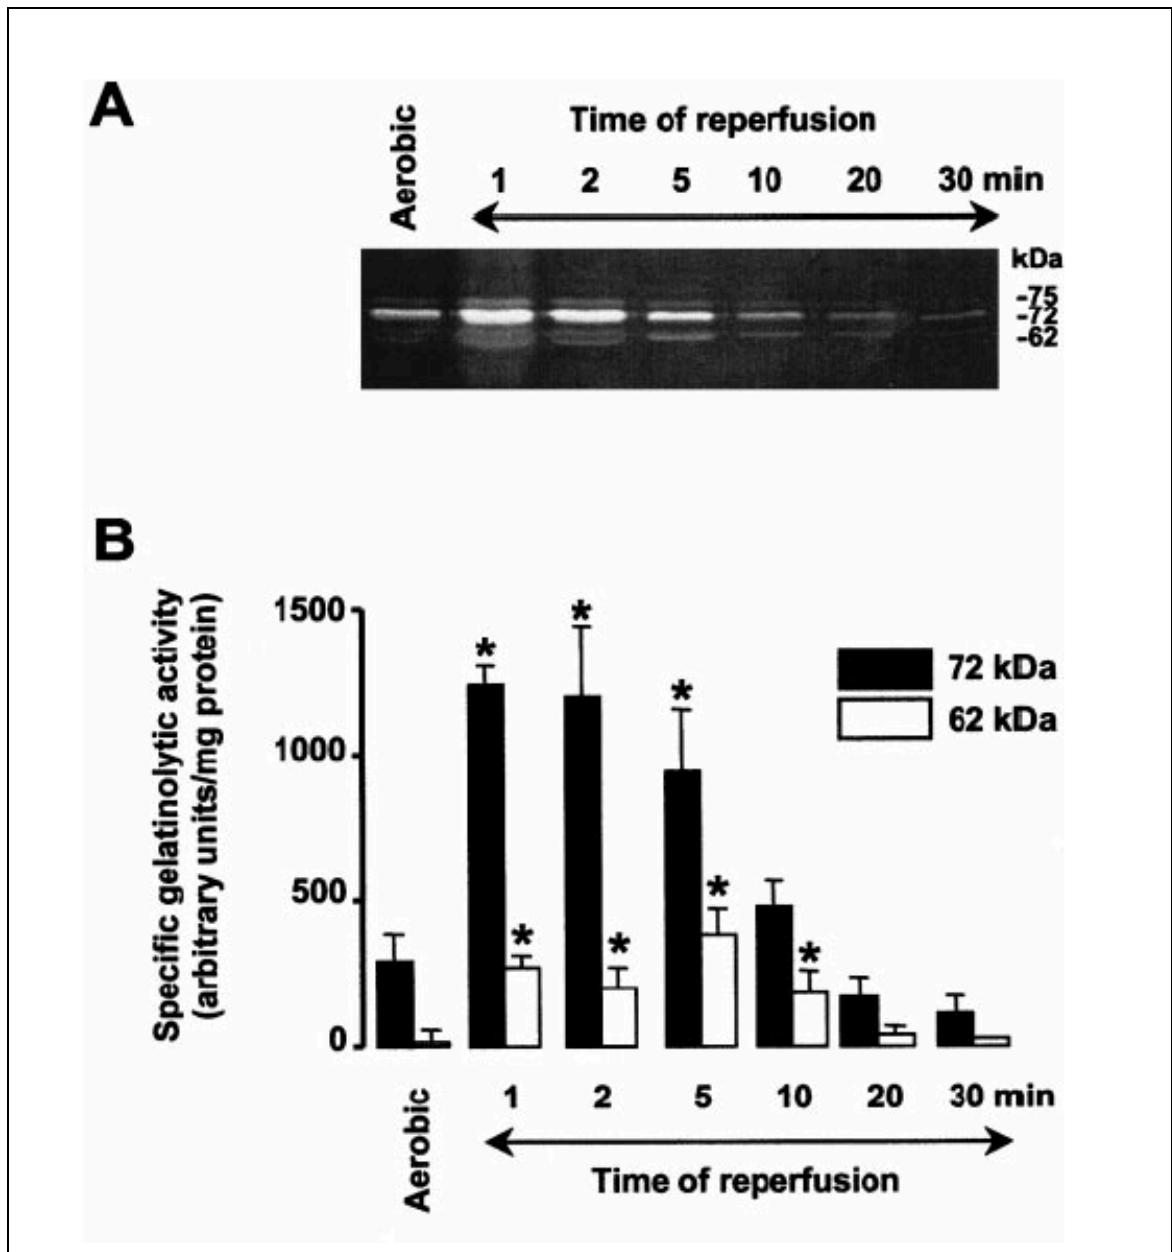 A
Aerobic
Time of reperfusion
1 2 5 10 20 30 min
kDa
-75
-72
-62
B
Specific gelatinolytic activity
(arbitrary units/mg protein)
1500
1000
500
0
* * * * * * *
72 kDa
62 kDa
Aerobic
1 2 5 10 20 30 min
Time of reperfusion